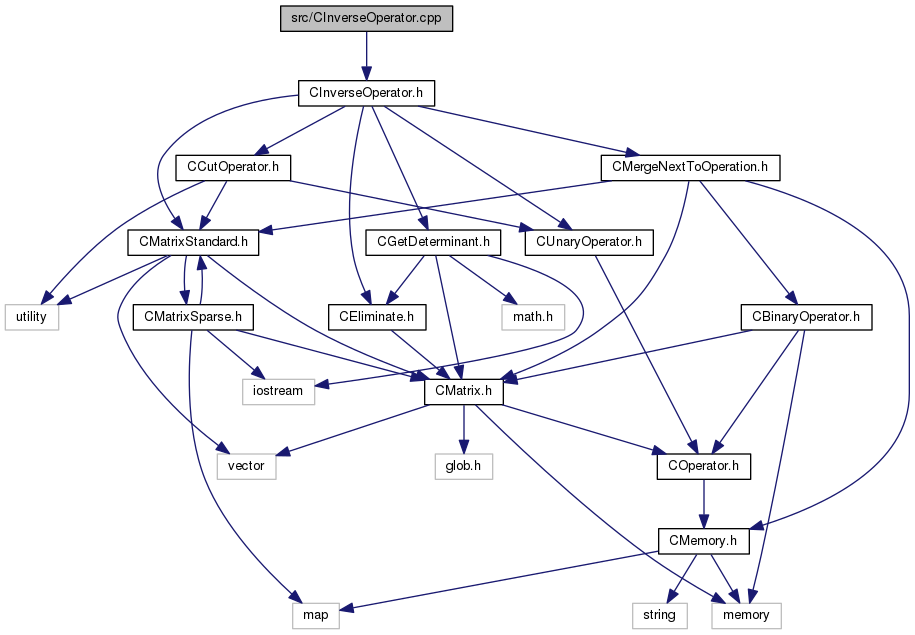 src/CInverseOperator.cpp
CInverseOperator.h
CCutOperator.h
CMergeNextToOperation.h
CMatrixStandard.h
CGetDeterminant.h
CUnaryOperator.h
utility
CMatrixSparse.h
CEliminate.h
math.h
CBinaryOperator.h
iostream
CMatrix.h
vector
glob.h
COperator.h
CMemory.h
map
string
memory